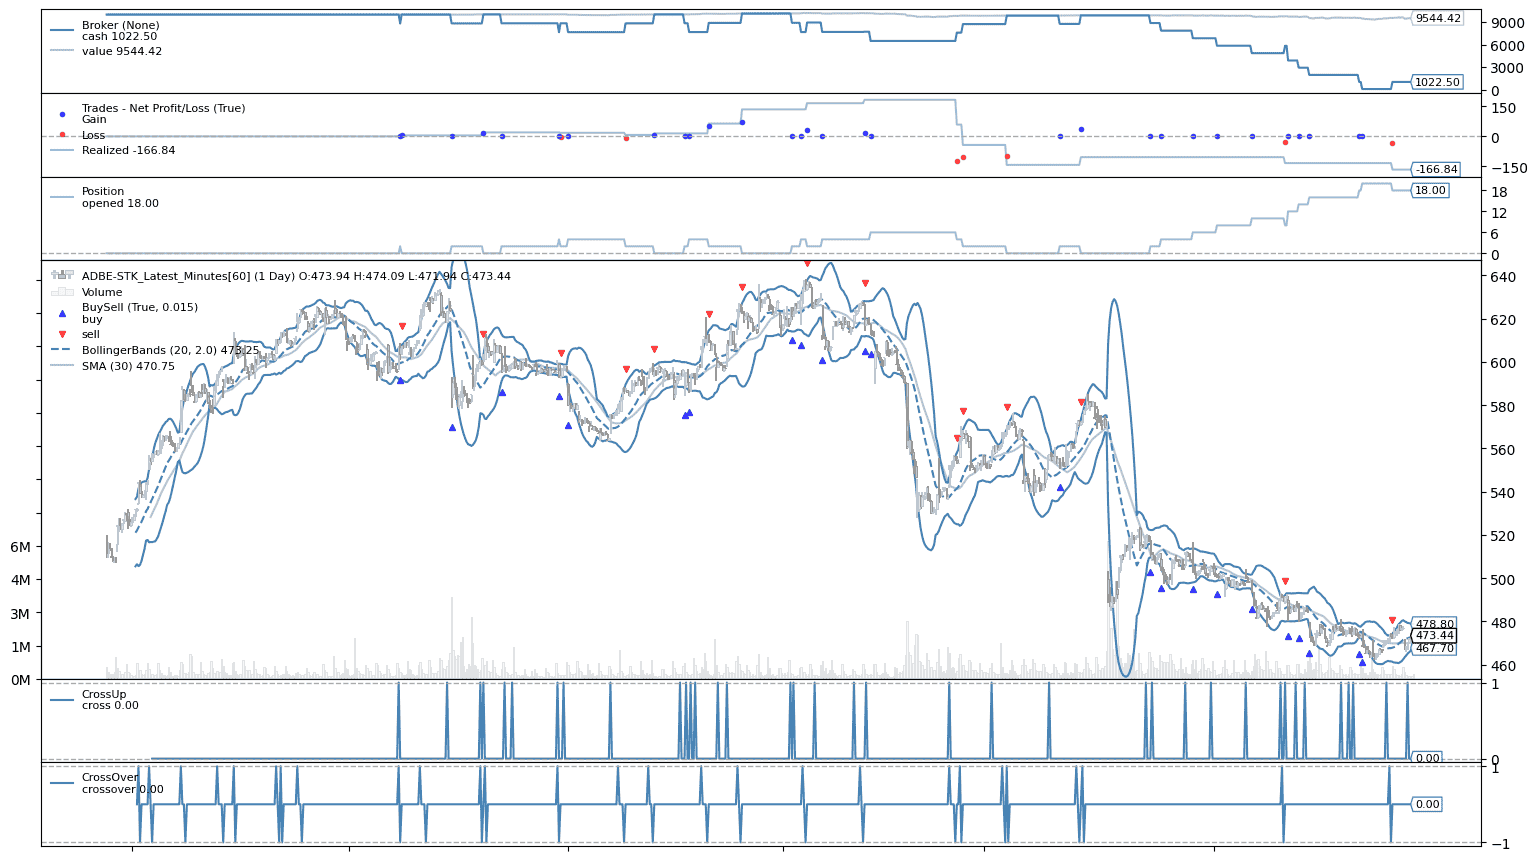 Broker (None)
cash 1022.50
value 9544.42
9544.42
9000
6000
3000
1022.50
0
Trades - Net Profit/Loss (True)
Gain
Loss
Realized -166.84
150
0
-166.84
−150
Position
opened 18.00
18.00
18
12
6
0
ADBE-STK_Latest_Minutes[60] (1 Day) O:473.94 H:474.09 L:471.94 C:473.44
Volume
BuySell (True, 0.015)
buy
sell
BollingerBands (20, 2.0) 473.25
SMA (30) 470.75
640
620
600
580
560
540
520
500
480
460
478.80
473.44
467.70
6M
4M
3M
1M
0M
CrossUp
cross 0.00
1
0.00
0
CrossOver
crossover 0.00
1
0.00
−1